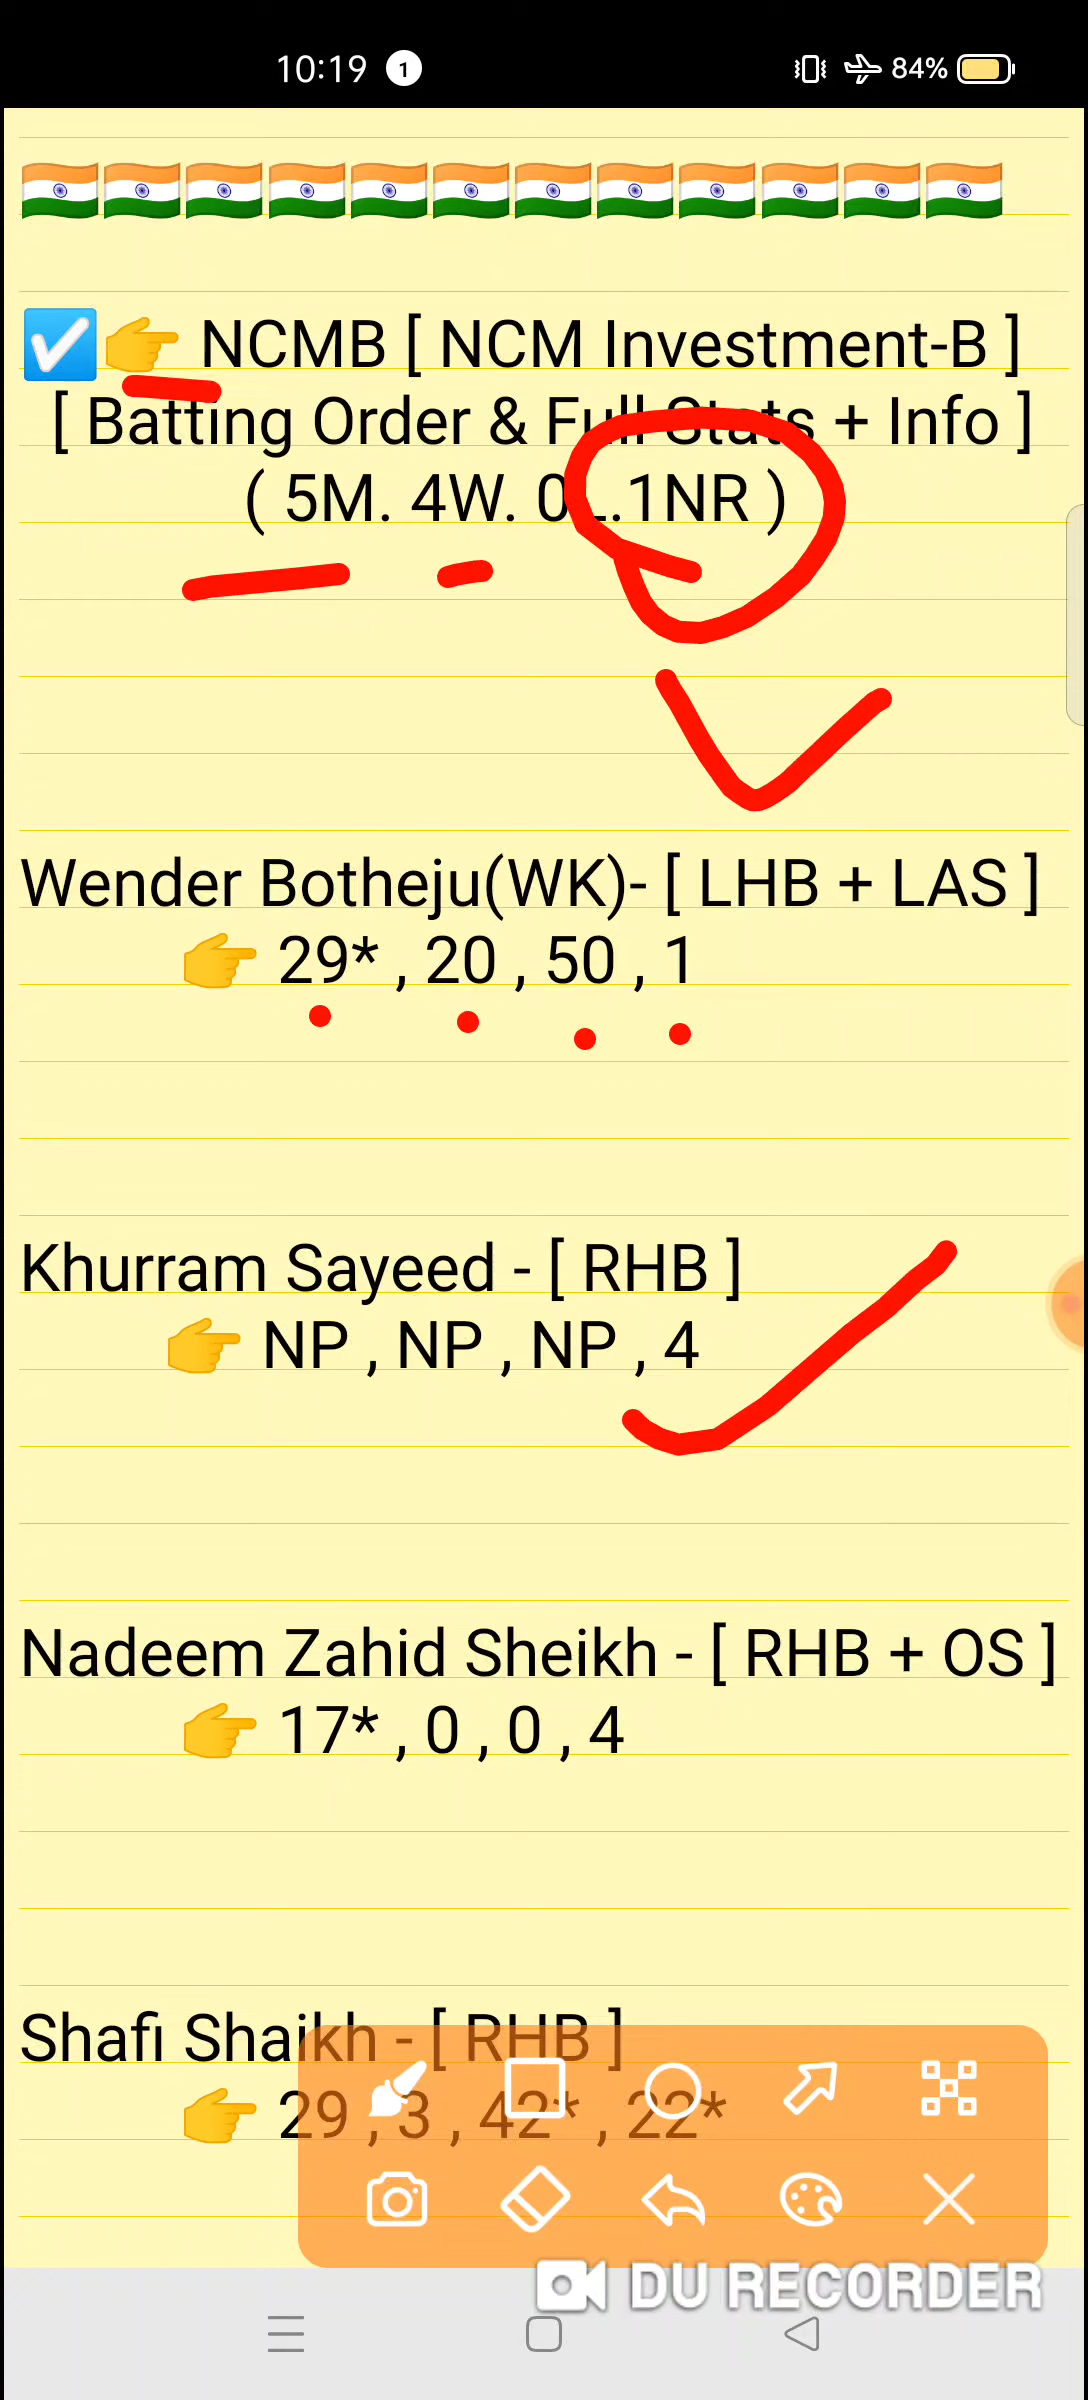 10:19 1 84%
NCMB [ NCM Investment-B ]
[ Batting Order & Full Stats + Info ]
( 5M. 4W. 0L.1NR )
Wender Botheju(WK)- [ LHB + LAS ]
29* , 20 , 50 , 1
Khurram Sayeed - [ RHB ]
NP , NP , NP , 4
Nadeem Zahid Sheikh - [ RHB + OS ]
17* , 0 , 0 , 4
Shafi Shaikh - [ RHB ]
29 , 3 , 42* , 22*
DU RECORDER